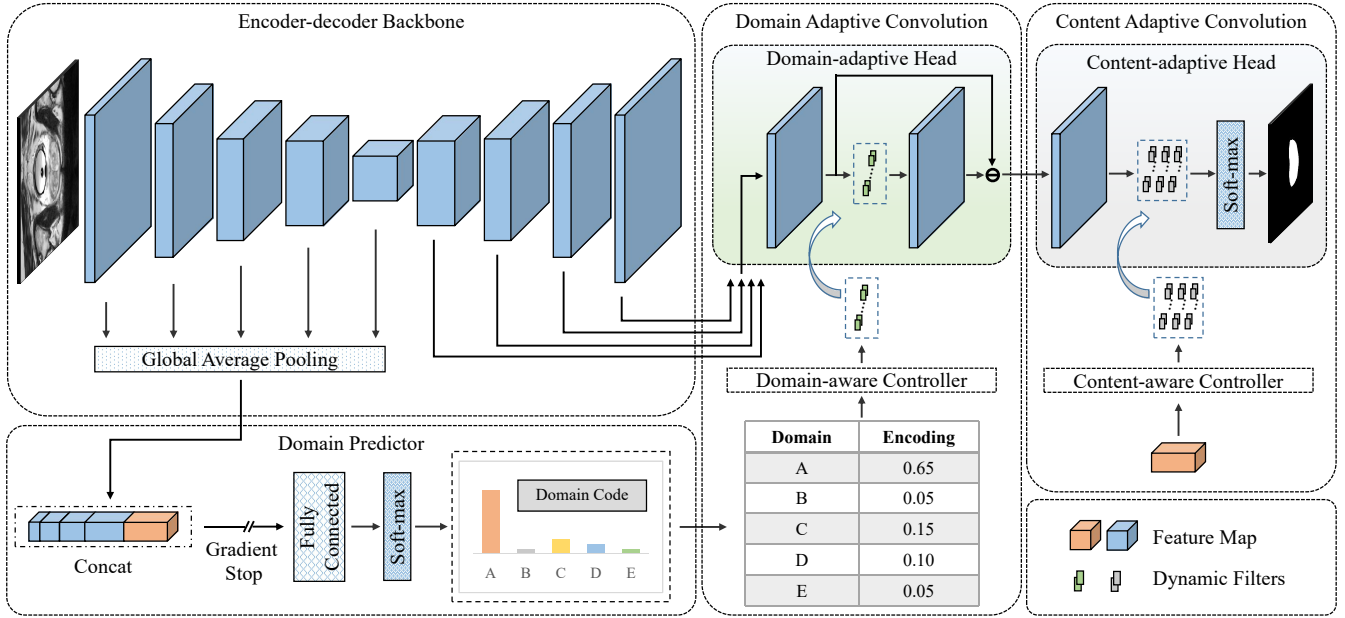 Encoder-decoder Backbone
Global Average Pooling
Domain Predictor
Concat
Gradient
Stop
Fully
Connected
Soft-max
Domain Code
A B C D E
Domain Adaptive Convolution
Domain-adaptive Head
Domain-aware Controller
Domain Encoding
A 0.65
B 0.05
C 0.15
D 0.10
E 0.05
Content Adaptive Convolution
Content-adaptive Head
Soft-max
Content-aware Controller
Feature Map
Dynamic Filters